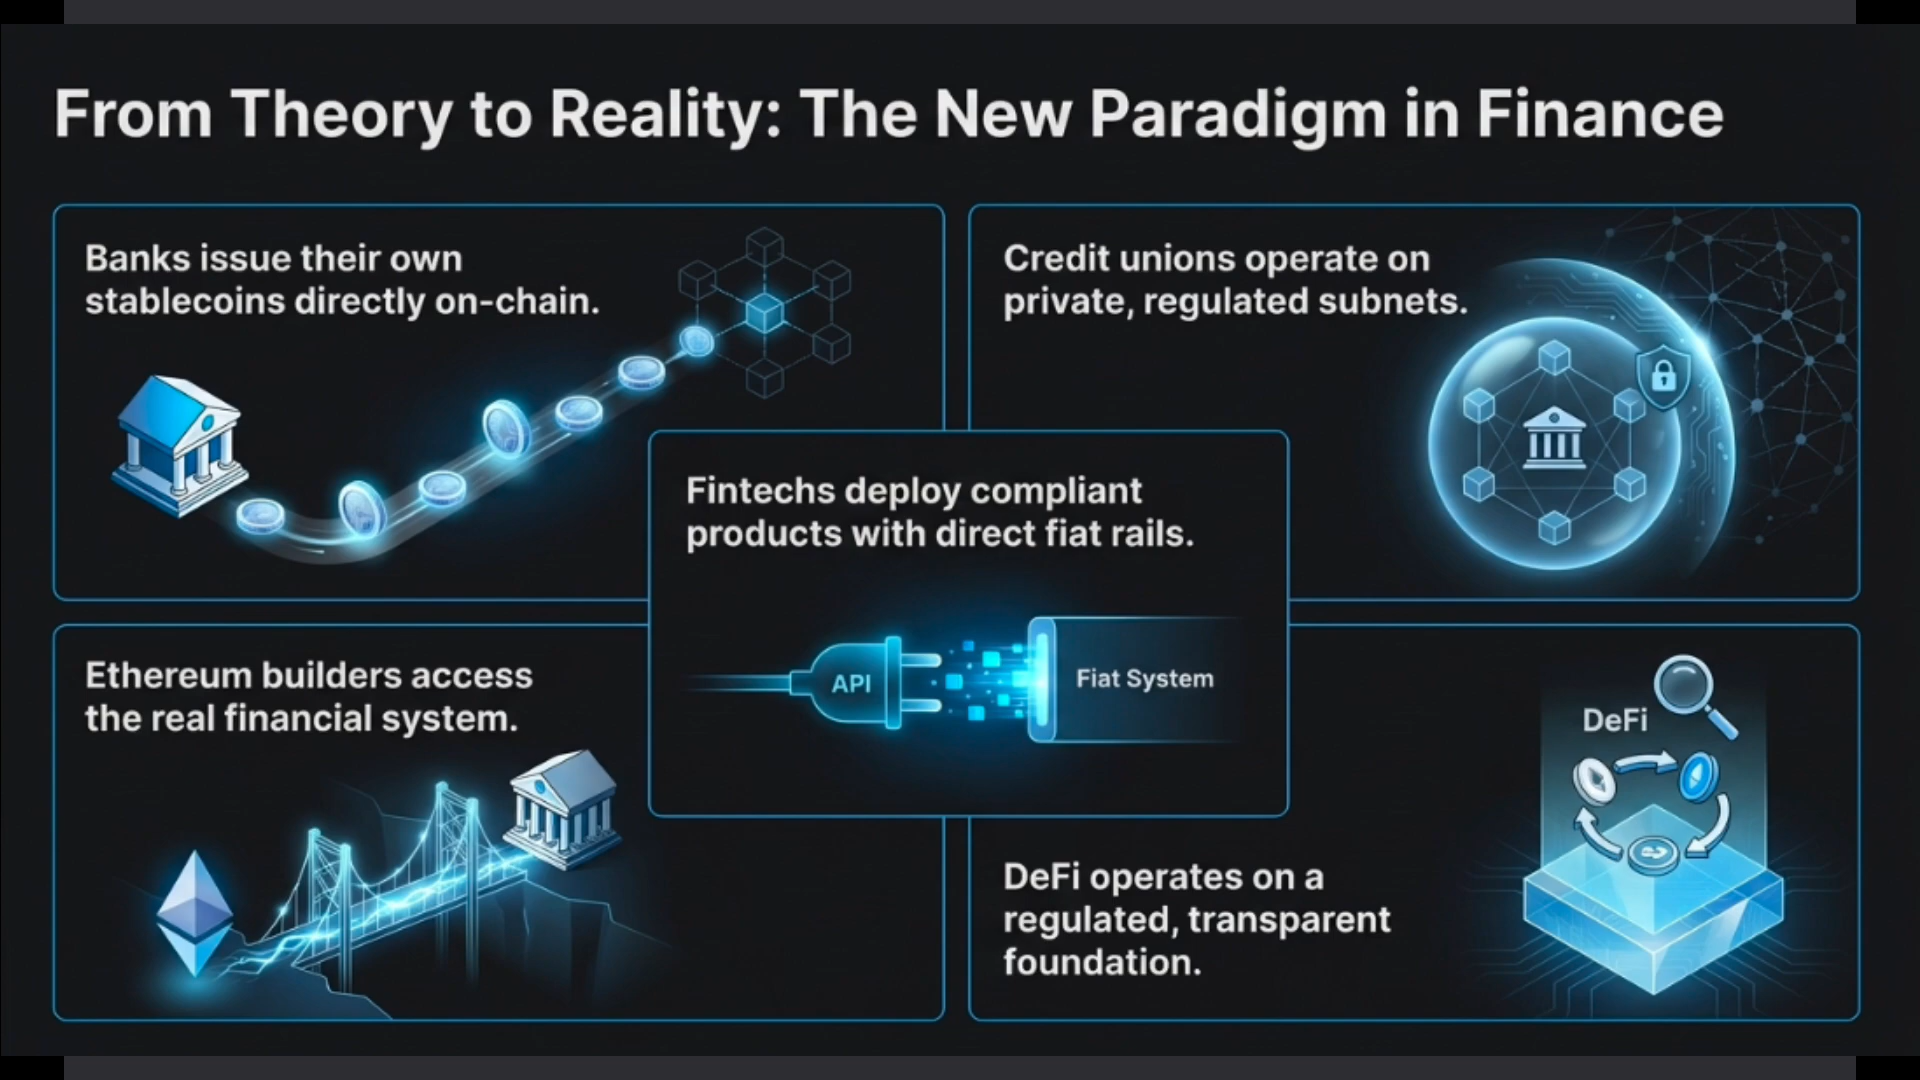 From Theory to Reality: The New Paradigm in Finance
Banks issue their own
stablecoins directly on-chain.
Credit unions operate on
private, regulated subnets.
Fintechs deploy compliant
products with direct fiat rails.
API
Fiat System
Ethereum builders access
the real financial system.
DeFi
DeFi operates on a
regulated, transparent
foundation.